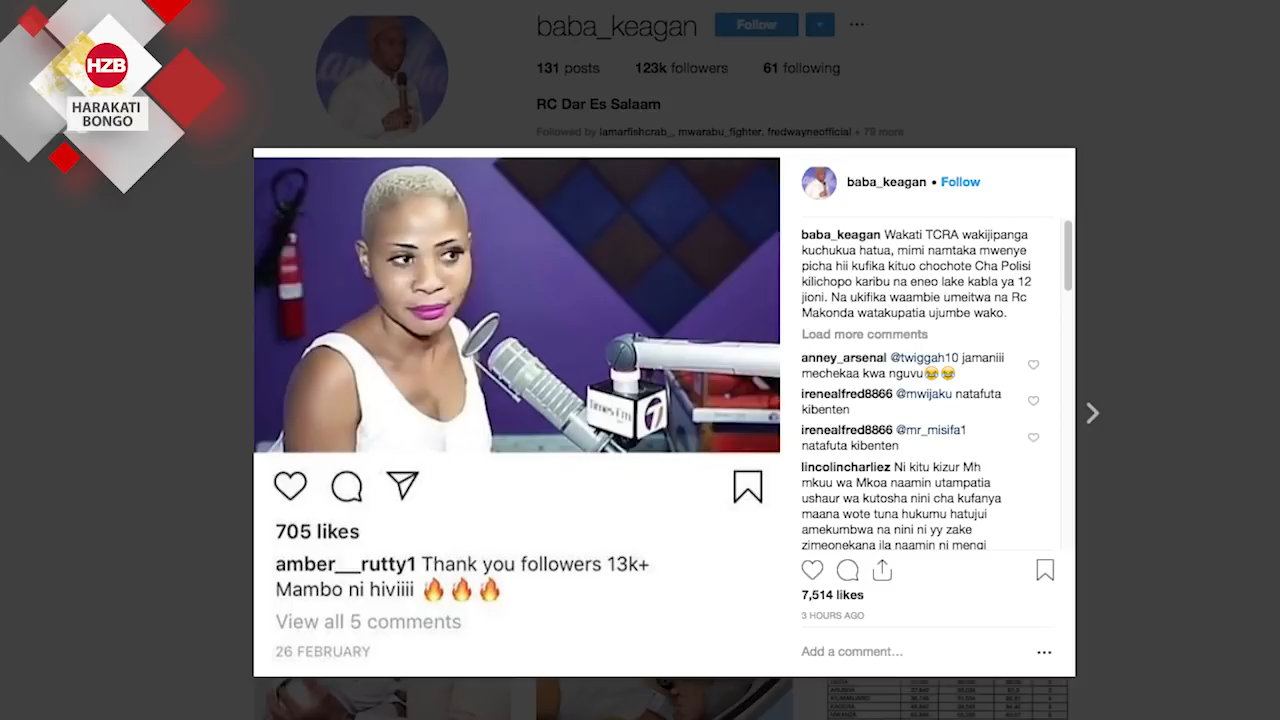 HZB
HARAKATI
BONGO
baba_keagan
Follow
131 posts 123k followers 61 following
RC Dar Es Salaam
Followed by lamarfishcrab_, mwarabu_fighter, fredwayneofficial + 79 more
Times Fm
705 likes
amber__rutty1 Thank you followers 13k+
Mambo ni hiviiii 🔥🔥🔥
View all 5 comments
26 FEBRUARY
baba_keagan • Follow
baba_keagan Wakati TCRA wakijipanga
kuchukua hatua, mimi namtaka mwenye
picha hii kufika kituo chochote Cha Polisi
kilichopo karibu na eneo lake kabla ya 12
jioni. Na ukifika waambie umeitwa na Rc
Makonda watakupatia ujumbe wako.
Load more comments
anney_arsenal @twiggah10 jamaniii
mechekaa kwa nguvu😂😂
irenealfred8866 @mwijaku natafuta
kibenten
irenealfred8866 @mr_misifa1
natafuta kibenten
lincolincharliez Ni kitu kizur Mh
mkuu wa Mkoa naamin utampatia
ushaur wa kutosha nini cha kufanya
maana wote tuna hukumu hatujui
amekumbwa na nini ni yy zake
zimeonekana ila naamin ni mengi
7,514 likes
3 HOURS AGO
Add a comment...